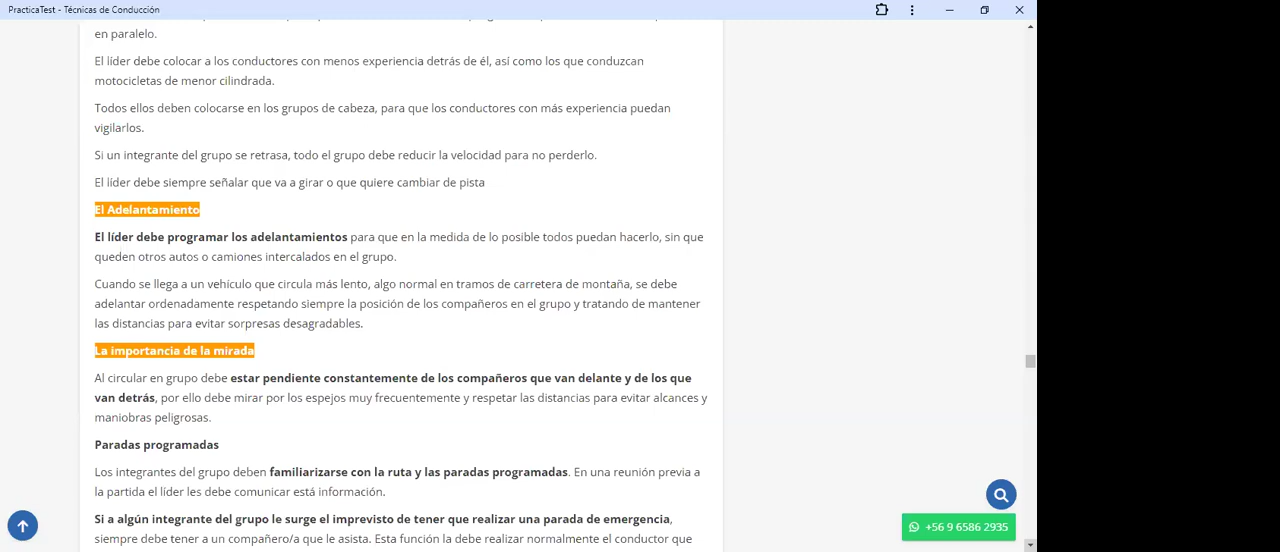 PracticaTest - Técnicas de Conducción
en paralelo.
El líder debe colocar a los conductores con menos experiencia detrás de él, así como los que conduzcan
motocicletas de menor cilindrada.
Todos ellos deben colocarse en los grupos de cabeza, para que los conductores con más experiencia puedan
vigilarlos.
Si un integrante del grupo se retrasa, todo el grupo debe reducir la velocidad para no perderlo.
El líder debe siempre señalar que va a girar o que quiere cambiar de pista
El Adelantamiento
El líder debe programar los adelantamientos para que en la medida de lo posible todos puedan hacerlo, sin que
queden otros autos o camiones intercalados en el grupo.
Cuando se llega a un vehículo que circula más lento, algo normal en tramos de carretera de montaña, se debe
adelantar ordenadamente respetando siempre la posición de los compañeros en el grupo y tratando de mantener
las distancias para evitar sorpresas desagradables.
La importancia de la mirada
Al circular en grupo debe estar pendiente constantemente de los compañeros que van delante y de los que
van detrás, por ello debe mirar por los espejos muy frecuentemente y respetar las distancias para evitar alcances y
maniobras peligrosas.
Paradas programadas
Los integrantes del grupo deben familiarizarse con la ruta y las paradas programadas. En una reunión previa a
la partida el líder les debe comunicar está información.
Si a algún integrante del grupo le surge el imprevisto de tener que realizar una parada de emergencia,
siempre debe tener a un compañero/a que le asista. Esta función la debe realizar normalmente el conductor que
+56 9 6586 2935